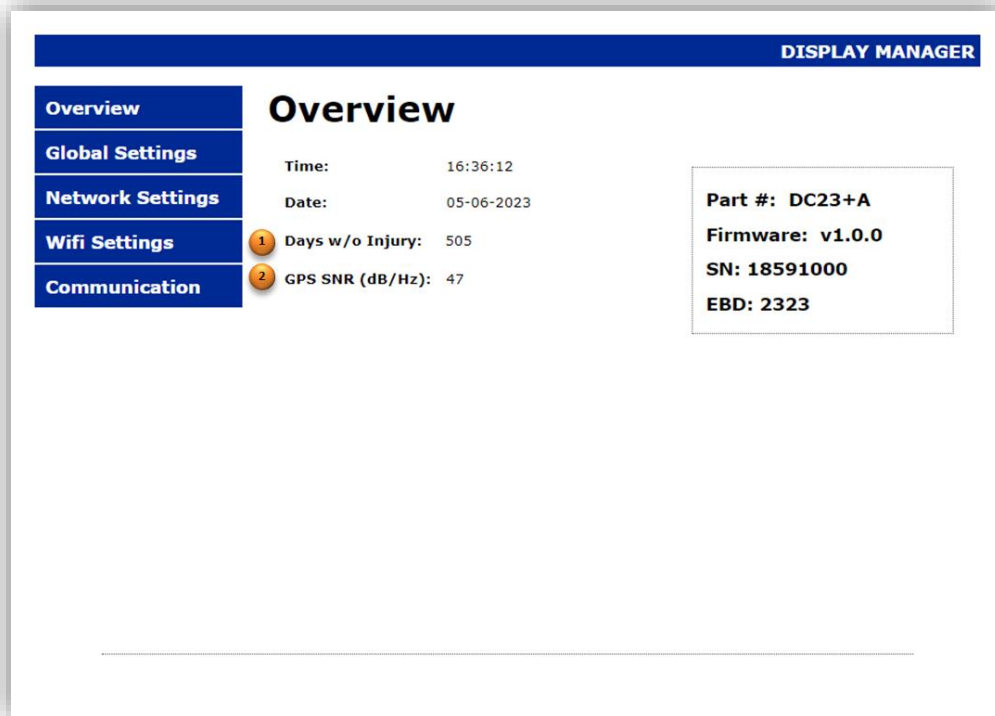 DISPLAY MANAGER
Overview
Global Settings
Network Settings
Wifi Settings
Communication
Overview
Time: 16:36:12
Date: 05-06-2023
1 Days w/o Injury: 505
2 GPS SNR (dB/Hz): 47
Part #: DC23+A
Firmware: v1.0.0
SN: 18591000
EBD: 2323